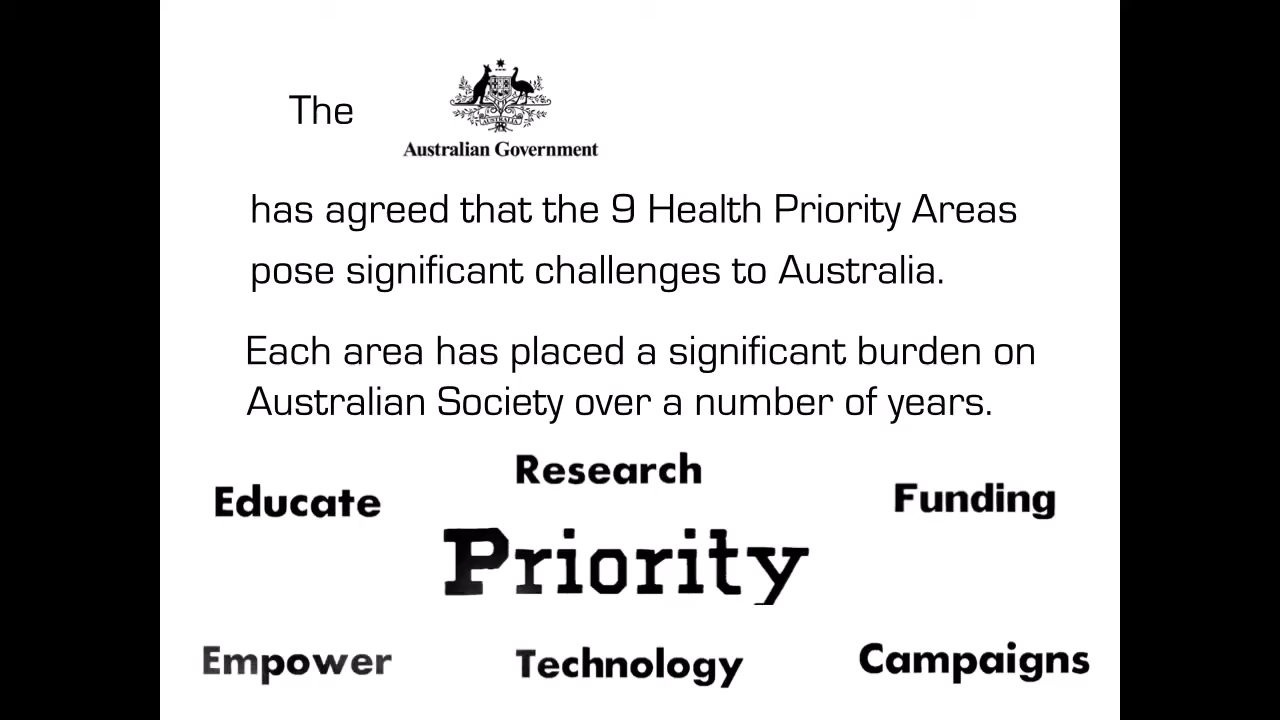 The
AUSTRALIA
Australian Government
has agreed that the 9 Health Priority Areas
pose significant challenges to Australia.
Each area has placed a significant burden on
Australian Society over a number of years.
Research
Educate
Funding
Priority
Empower
Technology
Campaigns